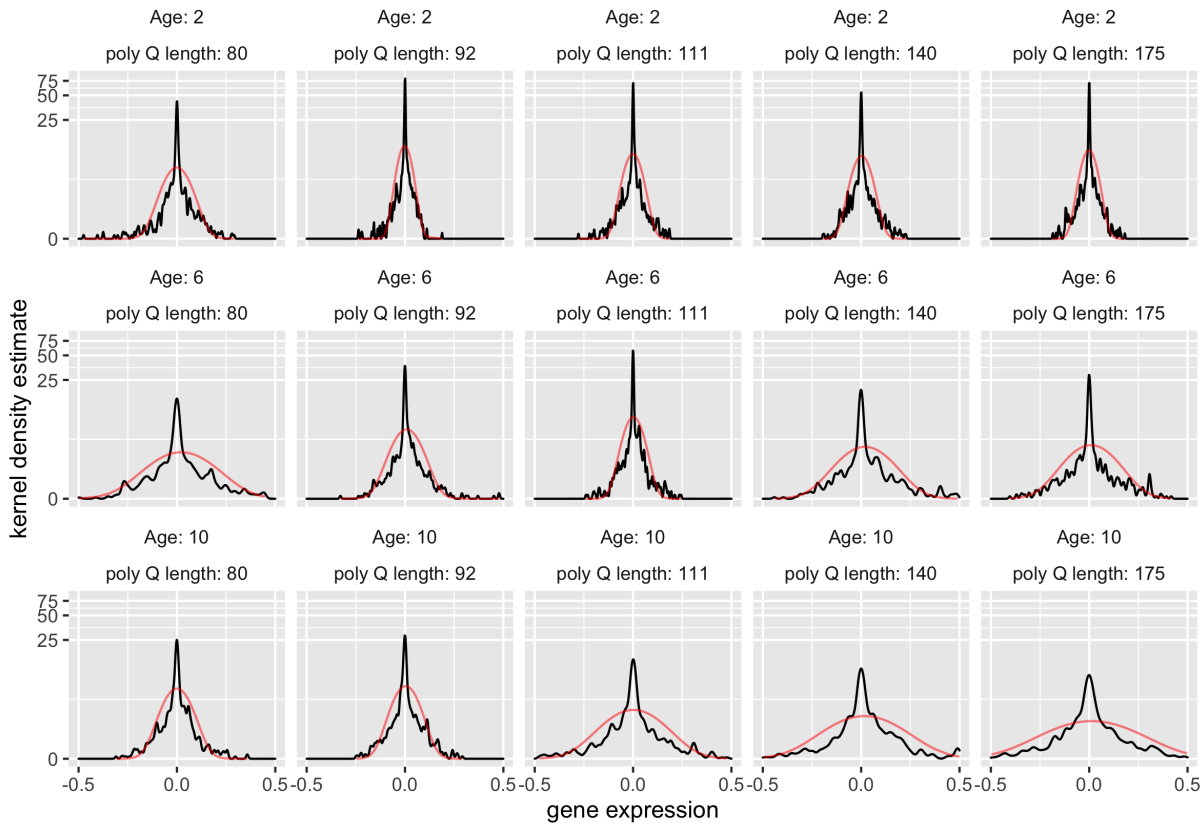 Age: 2 Age: 2 Age: 2 Age: 2 Age: 2
poly Q length: 80 poly Q length: 92 poly Q length: 111 poly Q length: 140 poly Q length: 175
75
50
25
0
Age: 6 Age: 6 Age: 6 Age: 6 Age: 6
poly Q length: 80 poly Q length: 92 poly Q length: 111 poly Q length: 140 poly Q length: 175
75
50
25
0
kernel density estimate
Age: 10 Age: 10 Age: 10 Age: 10 Age: 10
poly Q length: 80 poly Q length: 92 poly Q length: 111 poly Q length: 140 poly Q length: 175
75
50
25
0
-0.5 0.0 0.5 -0.5 0.0 0.5 -0.5 0.0 0.5 -0.5 0.0 0.5 -0.5 0.0 0.5
gene expression